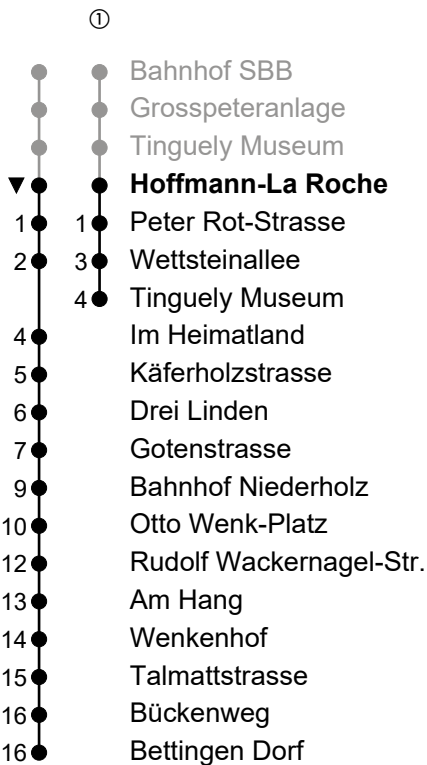 ①
Bahnhof SBB
Grosspeteranlage
Tinguely Museum
▼ Hoffmann-La Roche
1 1 Peter Rot-Strasse
2 3 Wettsteinallee
4 Tinguely Museum
4 Im Heimatland
5 Käferholzstrasse
6 Drei Linden
7 Gotenstrasse
9 Bahnhof Niederholz
10 Otto Wenk-Platz
12 Rudolf Wackernagel-Str.
13 Am Hang
14 Wenkenhof
15 Talmattstrasse
16 Bückenweg
16 Bettingen Dorf